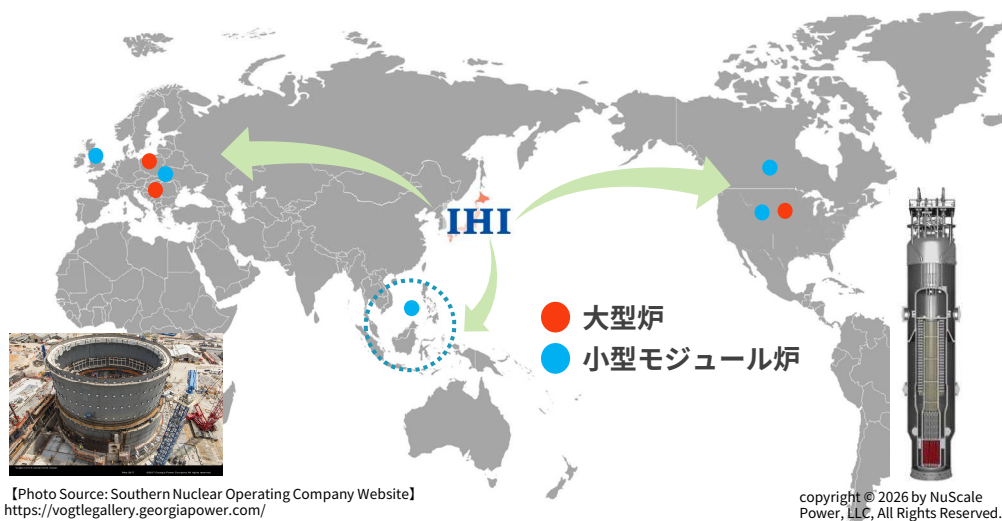 IHI
大型炉
小型モジュール炉
【Photo Source: Southern Nuclear Operating Company Website】
https://vogtlegallery.georgiapower.com/
copyright © 2026 by NuScale
Power, LLC, All Rights Reserved.